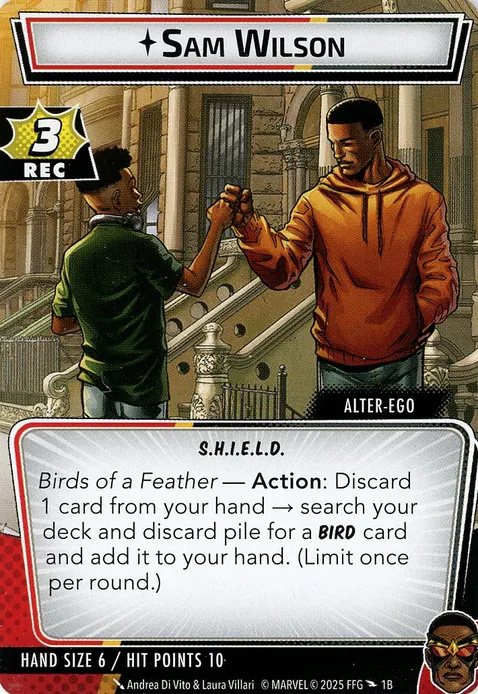 SAM WILSON
3
REC
ALTER-EGO
S.H.I.E.L.D.
Birds of a Feather — Action: Discard
1 card from your hand → search your
deck and discard pile for a BIRD card
and add it to your hand. (Limit once
per round.)
HAND SIZE 6 / HIT POINTS 10
Andrea Di Vito & Laura Villari © MARVEL © 2025 FFG 1B